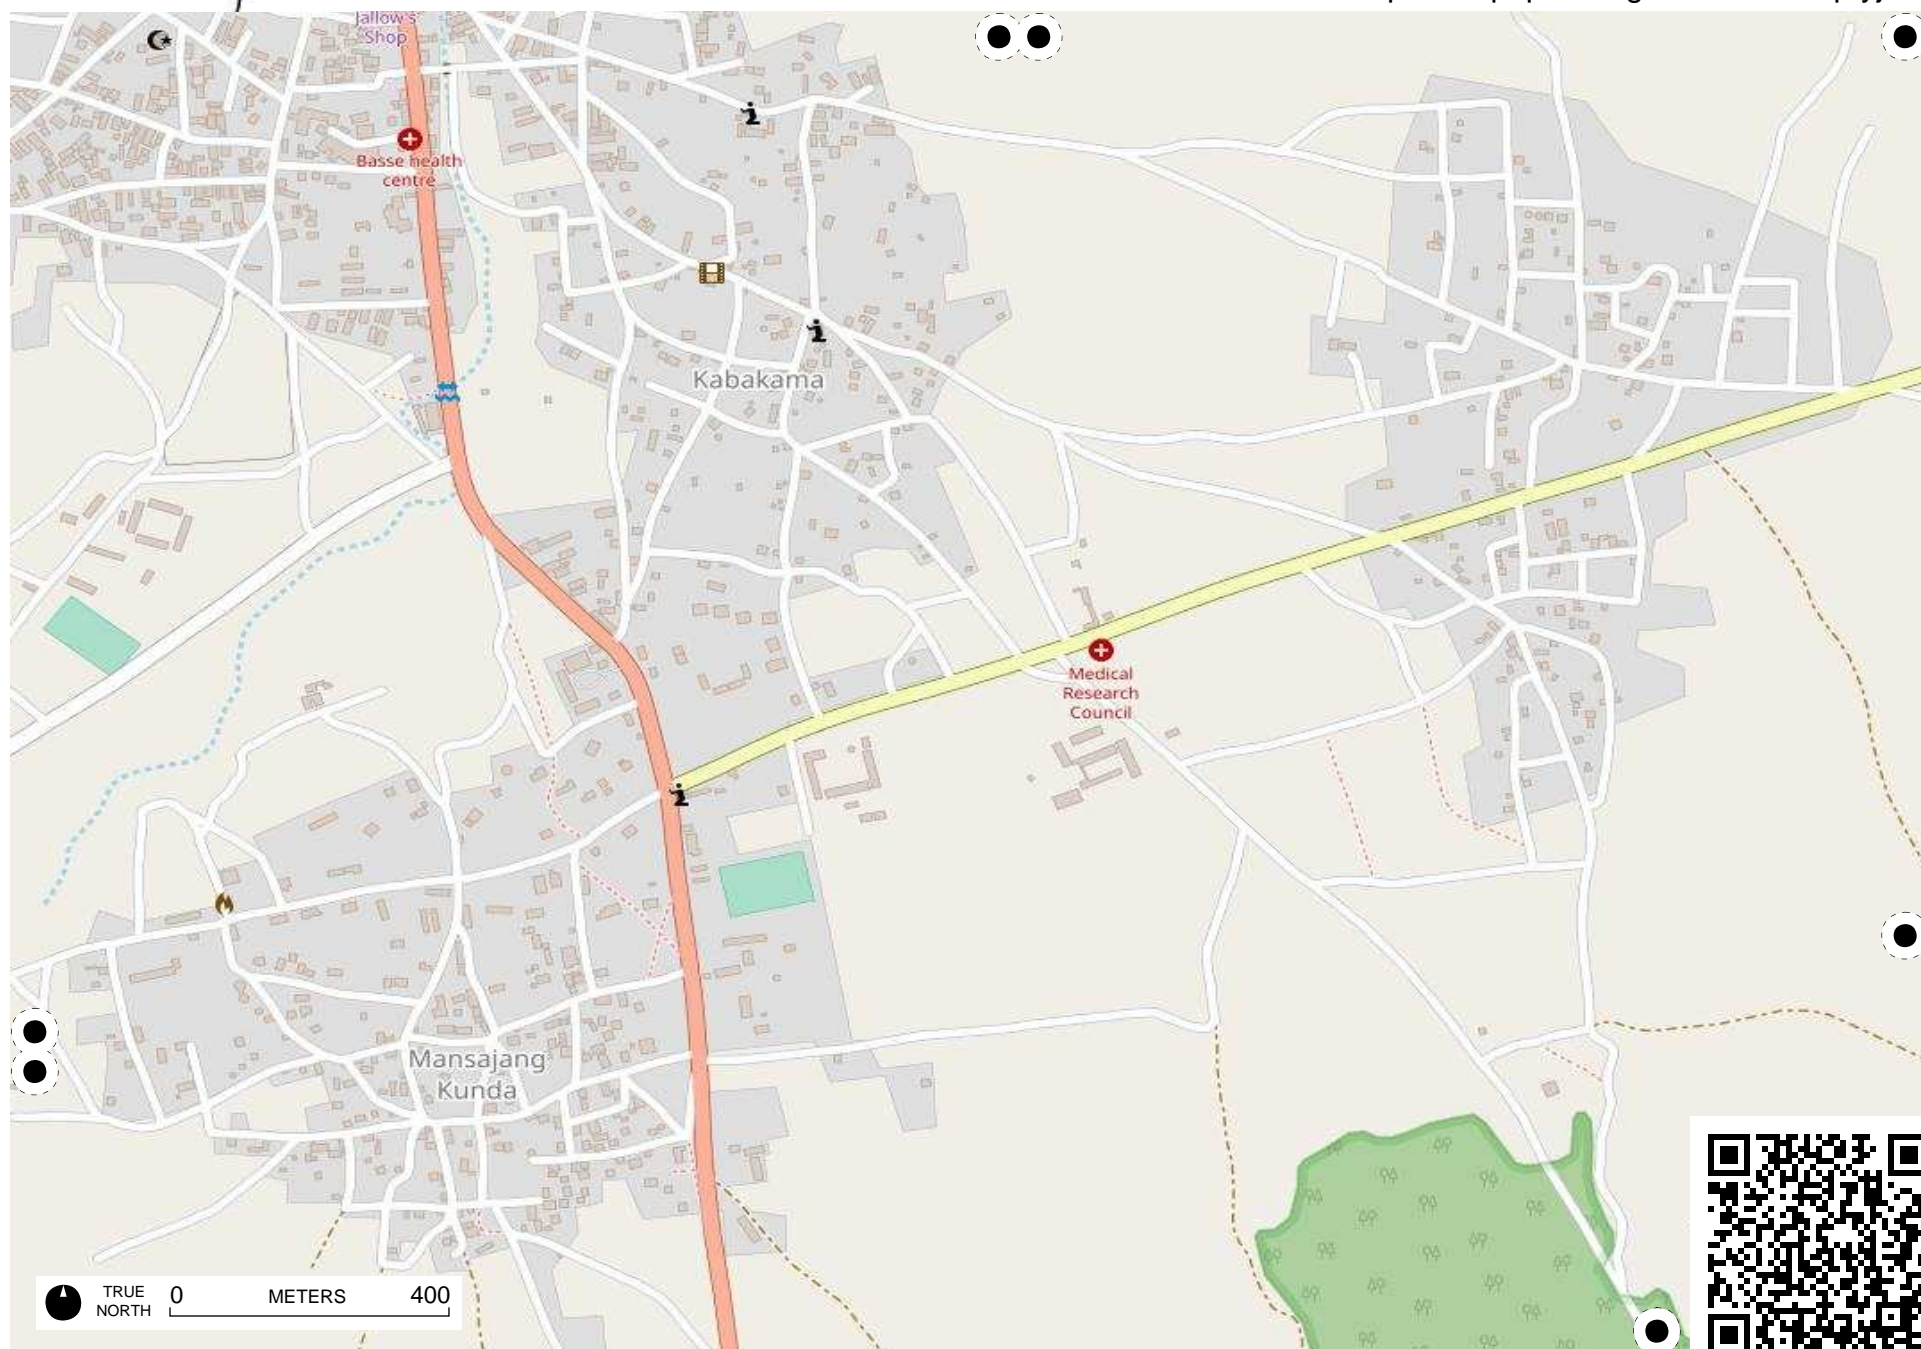 Jallow's
Shop
Basse health
centre
Kabakama
Medical
Research
Council
Mansajang
Kunda
TRUE
NORTH
0 METERS 400